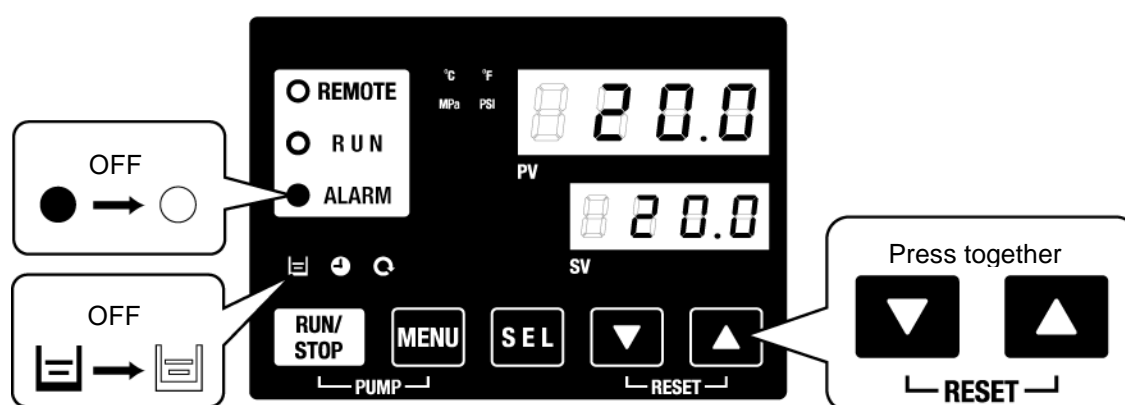 OFF
OFF
REMOTE
RUN
ALARM
°C °F
MPa PSI
20.0
PV
20.0
SV
RUN/
STOP
MENU
SEL
PUMP
RESET
Press together
RESET